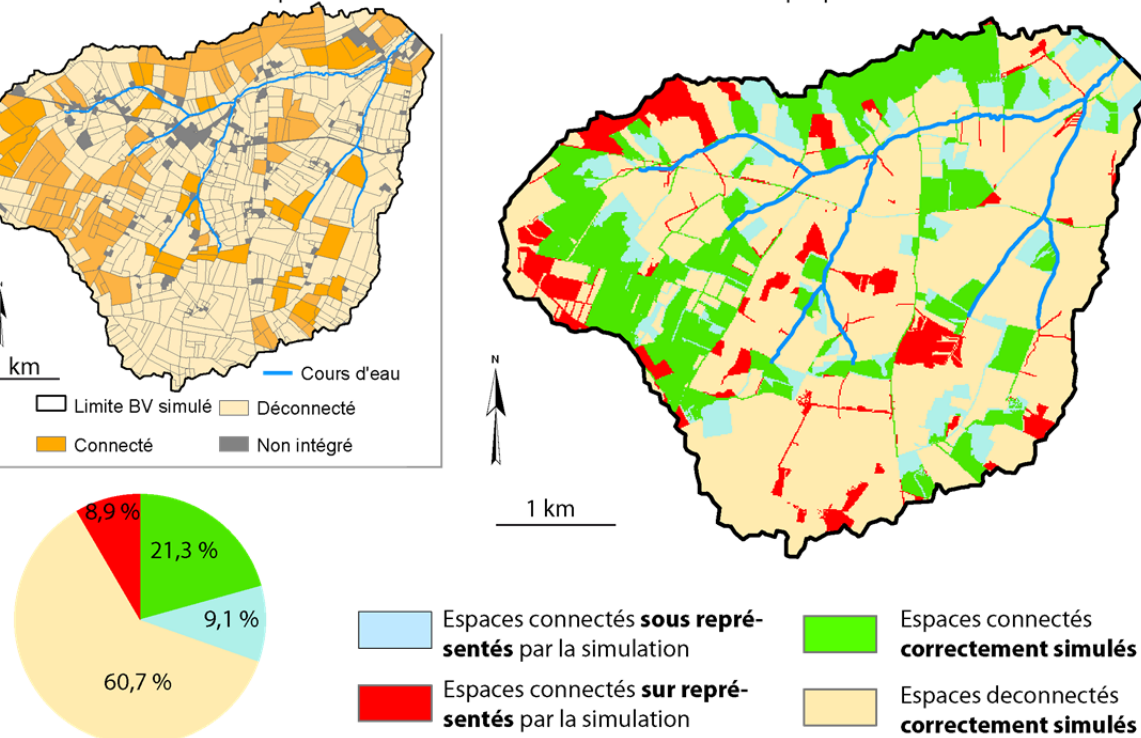 km
Cours d'eau
Limite BV simulé
Déconnecté
Connecté
Non intégré
N
1 km
8,9 %
21,3 %
9,1 %
60,7 %
Espaces connectés sous repré-
sentés par la simulation
Espaces connectés sur repré-
sentés par la simulation
Espaces connectés
correctement simulés
Espaces deconnectés
correctement simulés